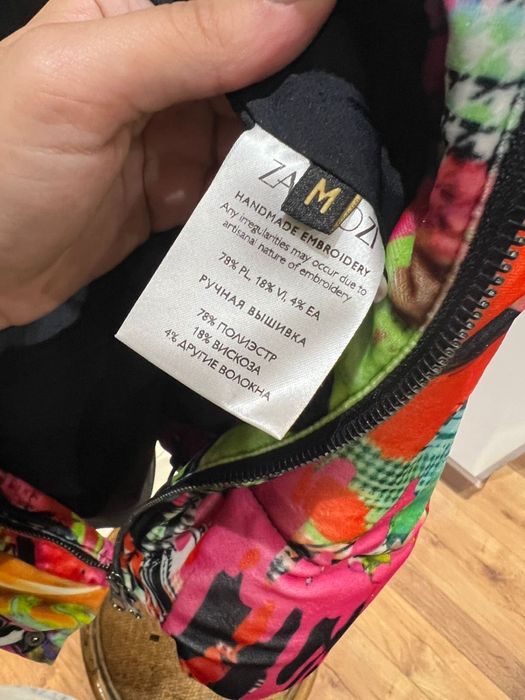 M
HANDMADE EMBROIDERY
Any irregularities may occur due to
artisanal nature of embroidery
78% PL, 18% VI, 4% EA
РУЧНАЯ ВЫШИВКА
78% ПОЛИЭСТР
18% ВИСКОЗА
4% ДРУГИЕ ВОЛОКНА